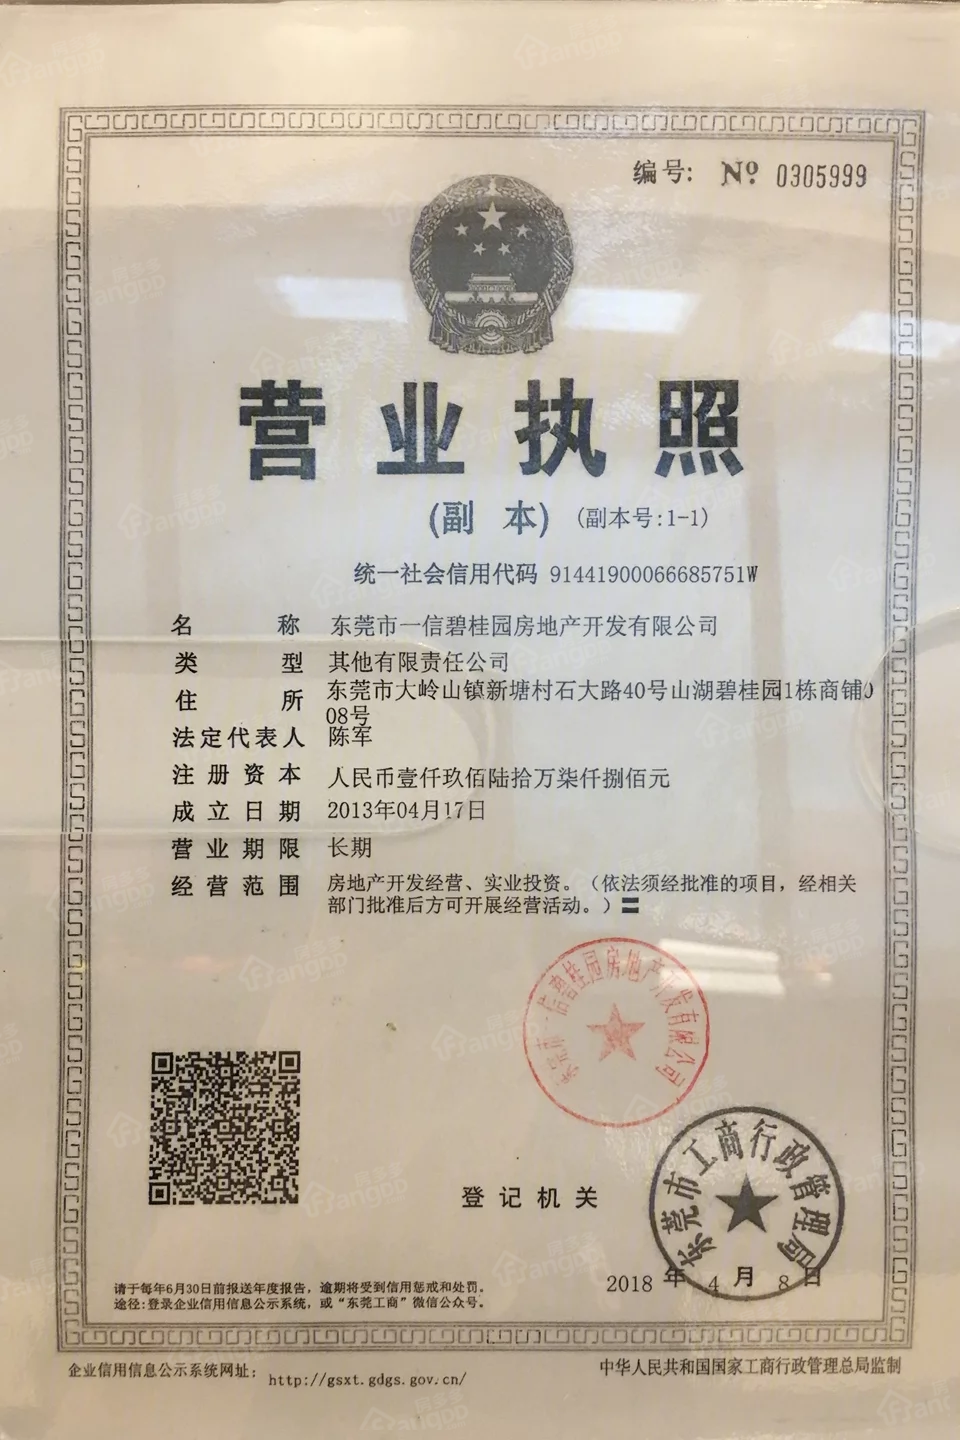 编号: Nº 0305999
营业执照
(副 本) (副本号:1-1)
统一社会信用代码 91441900066685751W
名 称 东莞市一信碧桂园房地产开发有限公司
类 型 其他有限责任公司
住 所 东莞市大岭山镇新塘村石大路40号山湖碧桂园1栋商铺0
08号
法定代表人 陈军
注册资本 人民币壹仟玖佰陆拾万柒仟捌佰元
成立日期 2013年04月17日
营业期限 长期
经营范围 房地产开发经营、实业投资。（依法须经批准的项目，经相关
部门批准后方可开展经营活动。）
东莞市一信碧桂园房地产开发有限公司
东莞市工商行政管理局
登记机关
2018 年 4 月 8 日
请于每年6月30日前报送年度报告，逾期将受到信用惩戒和处罚。
途径:登录企业信用信息公示系统，或“东莞工商”微信公众号。
企业信用信息公示系统网址： http://gsxt.gdgs.gov.cn/
中华人民共和国国家工商行政管理总局监制
房多多
Fangdd